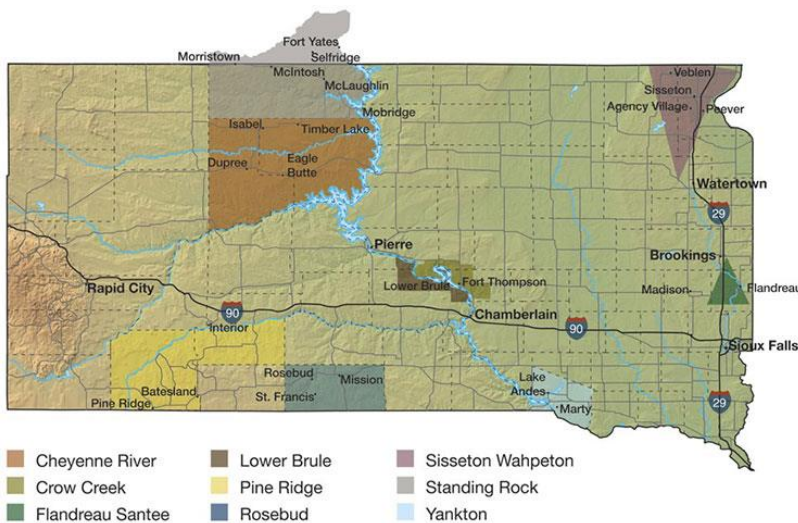 Fort Yates
Morristown
Selfridge
McIntosh
McLaughlin
Mobridge
Isabel
Timber Lake
Dupree
Eagle
Butte
Veblen
Sisseton
Agency Village
Peever
Watertown
29
Pierre
Brookings
Rapid City
Lower Brule
Fort Thompson
Madison
Flandreau
90
Interior
Chamberlain
90
Sioux Falls
Rosebud
Mission
Batesland
St. Francis
Pine Ridge
Lake
Andes
Marty
29
Cheyenne River
Lower Brule
Sisseton Wahpeton
Crow Creek
Pine Ridge
Standing Rock
Flandreau Santee
Rosebud
Yankton